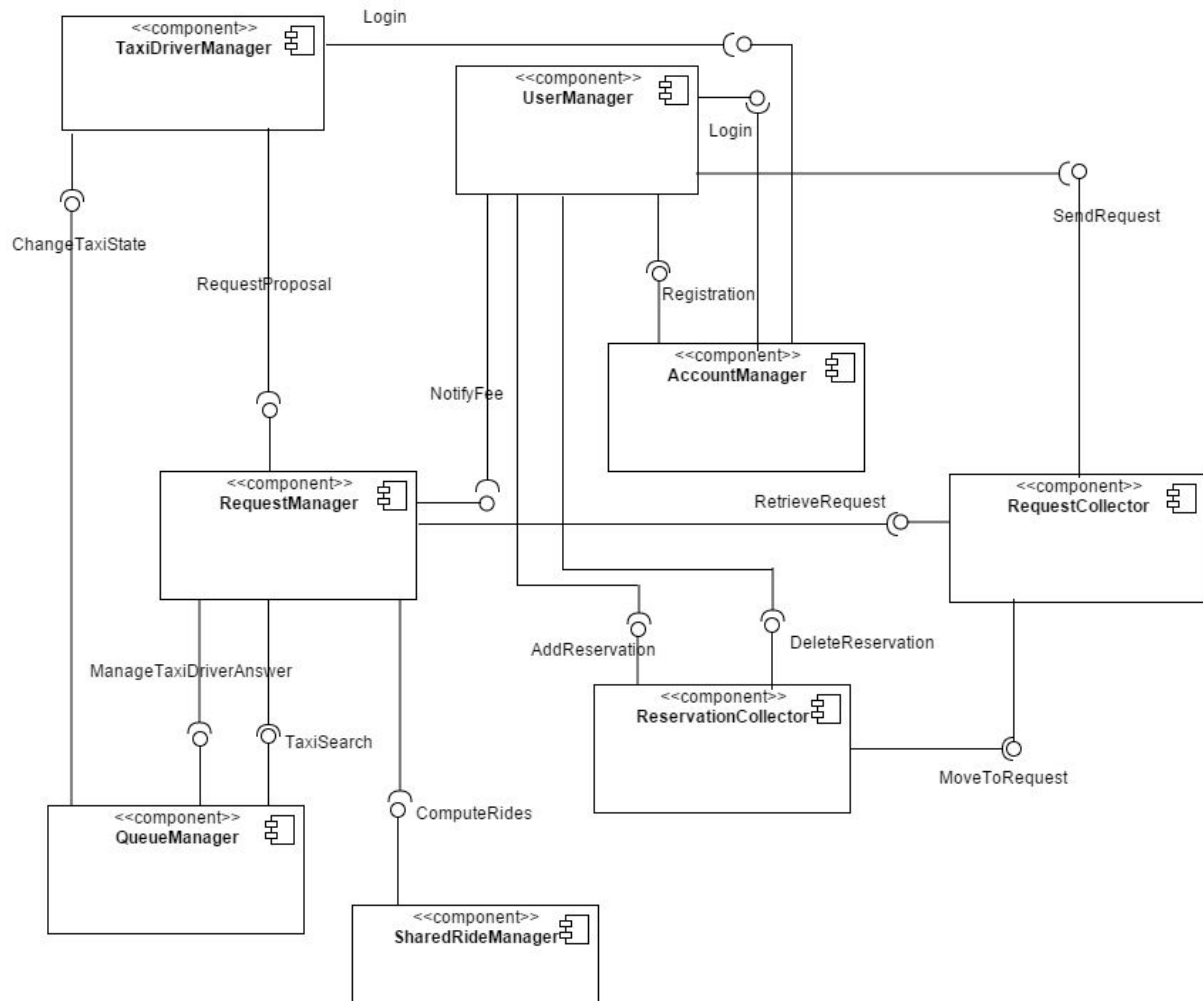 Login
<<component>>
TaxiDriverManager
<<component>>
UserManager
Login
SendRequest
ChangeTaxiState
RequestProposal
Registration
<<component>>
AccountManager
NotifyFee
<<component>>
RequestManager
RetrieveRequest
<<component>>
RequestCollector
AddReservation
DeleteReservation
ManageTaxiDriverAnswer
<<component>>
ReservationCollector
TaxiSearch
MoveToRequest
ComputeRides
<<component>>
QueueManager
<<component>>
SharedRideManager